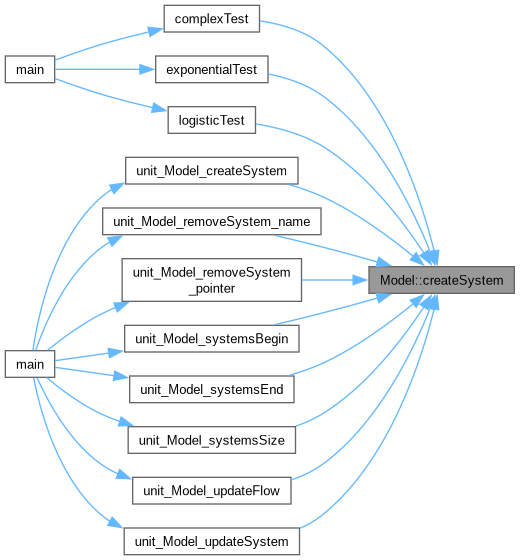 complexTest
main
exponentialTest
logisticTest
unit_Model_createSystem
unit_Model_removeSystem_name
unit_Model_removeSystem
_pointer
Model::createSystem
unit_Model_systemsBegin
main
unit_Model_systemsEnd
unit_Model_systemsSize
unit_Model_updateFlow
unit_Model_updateSystem